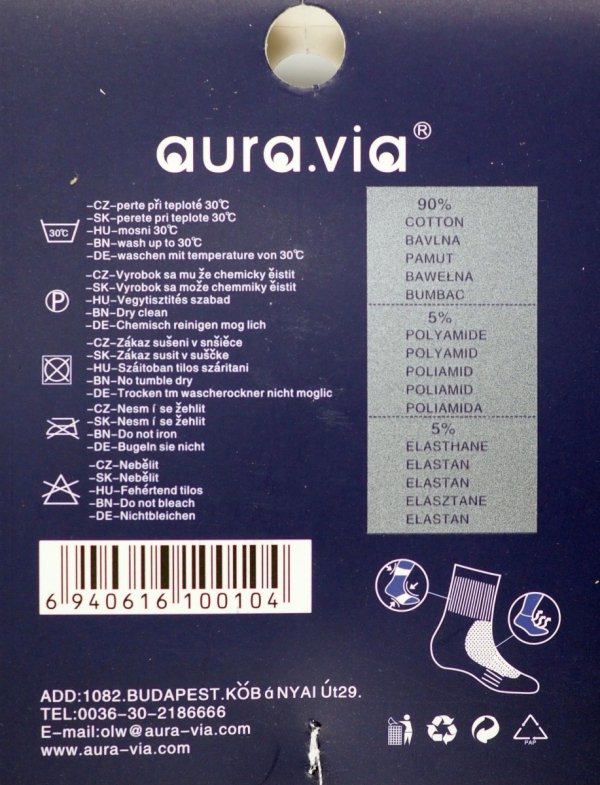 aura.via®
-CZ-perte při teploté 30℃
-SK-perete pri teplote 30℃
-HU-mosni 30℃
-BN-wash up to 30℃
-DE-waschen mit temperature von 30℃
30℃
-CZ-Vyrobok sa mu že chemicky ěistit
-SK-Vyrobok sa može chemmiky ěistit
-HU-Vegytisztités szabad
-BN-Dry clean
-DE-Chemisch reinigen mog lich
P
-CZ-Zákaz sušeni v snšiěce
-SK-Zákaz susit v suščke
-HU-Száitoban tilos száritani
-BN-No tumble dry
-DE-Trocken tm wascherockner nicht moglic
-CZ-Nesm í se žehlit
-SK-Nesm í se žehlit
-BN-Do not iron
-DE-Bugeln sie nicht
-CZ-NeběIit
-SK-Nebělit
-HU-Fehértend tilos
-BN-Do not bleach
-DE-Nichtbleichen
90%
COTTON
BAVLNA
PAMUT
BAWEŁNA
BUMBAC
5%
POLYAMIDE
POLYAMID
POLIAMID
POLIAMID
POLIAMIDA
5%
ELASTHANE
ELASTAN
ELASTAN
ELASZTANE
ELASTAN
6 940616 100104
ADD:1082.BUDAPEST.KŐB á NYAI Út29.
TEL:0036-30-2186666
E-mail:olw@aura-via.com
www.aura-via.com
PAP